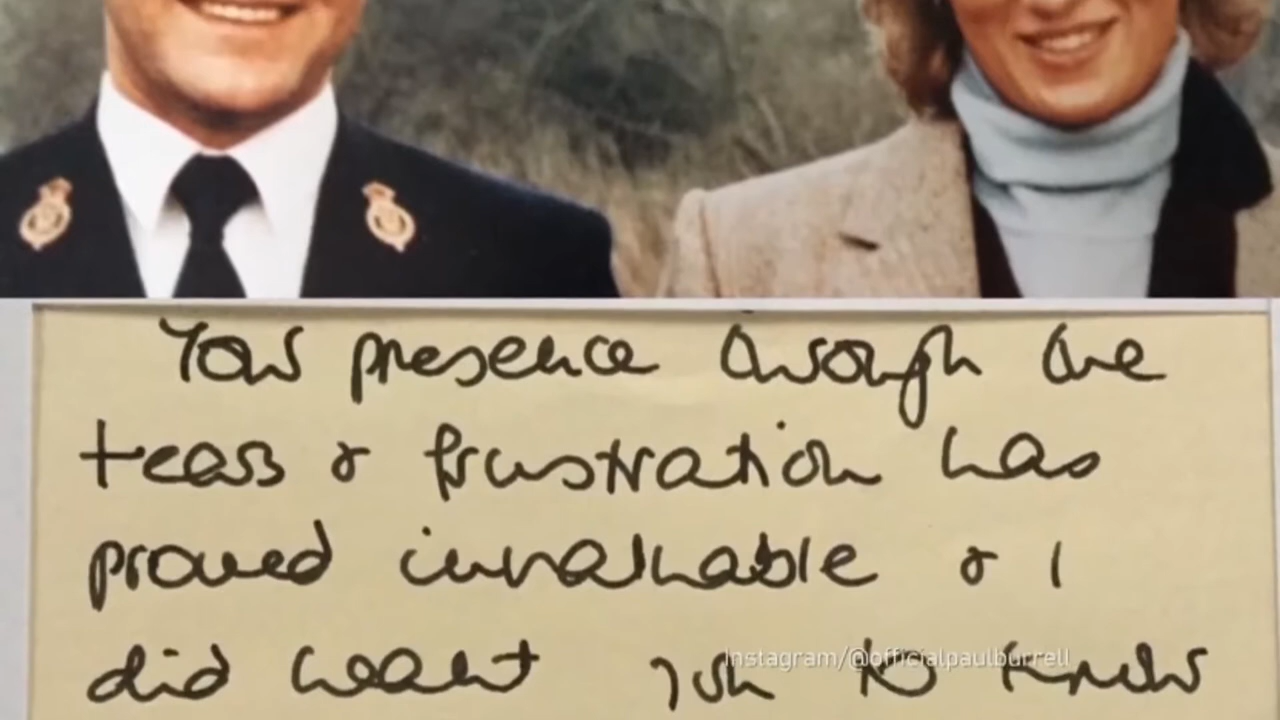 Your presence through the
tears & frustration has
proved invaluable & I
did want you to know
Instagram/@officialpaulburrell